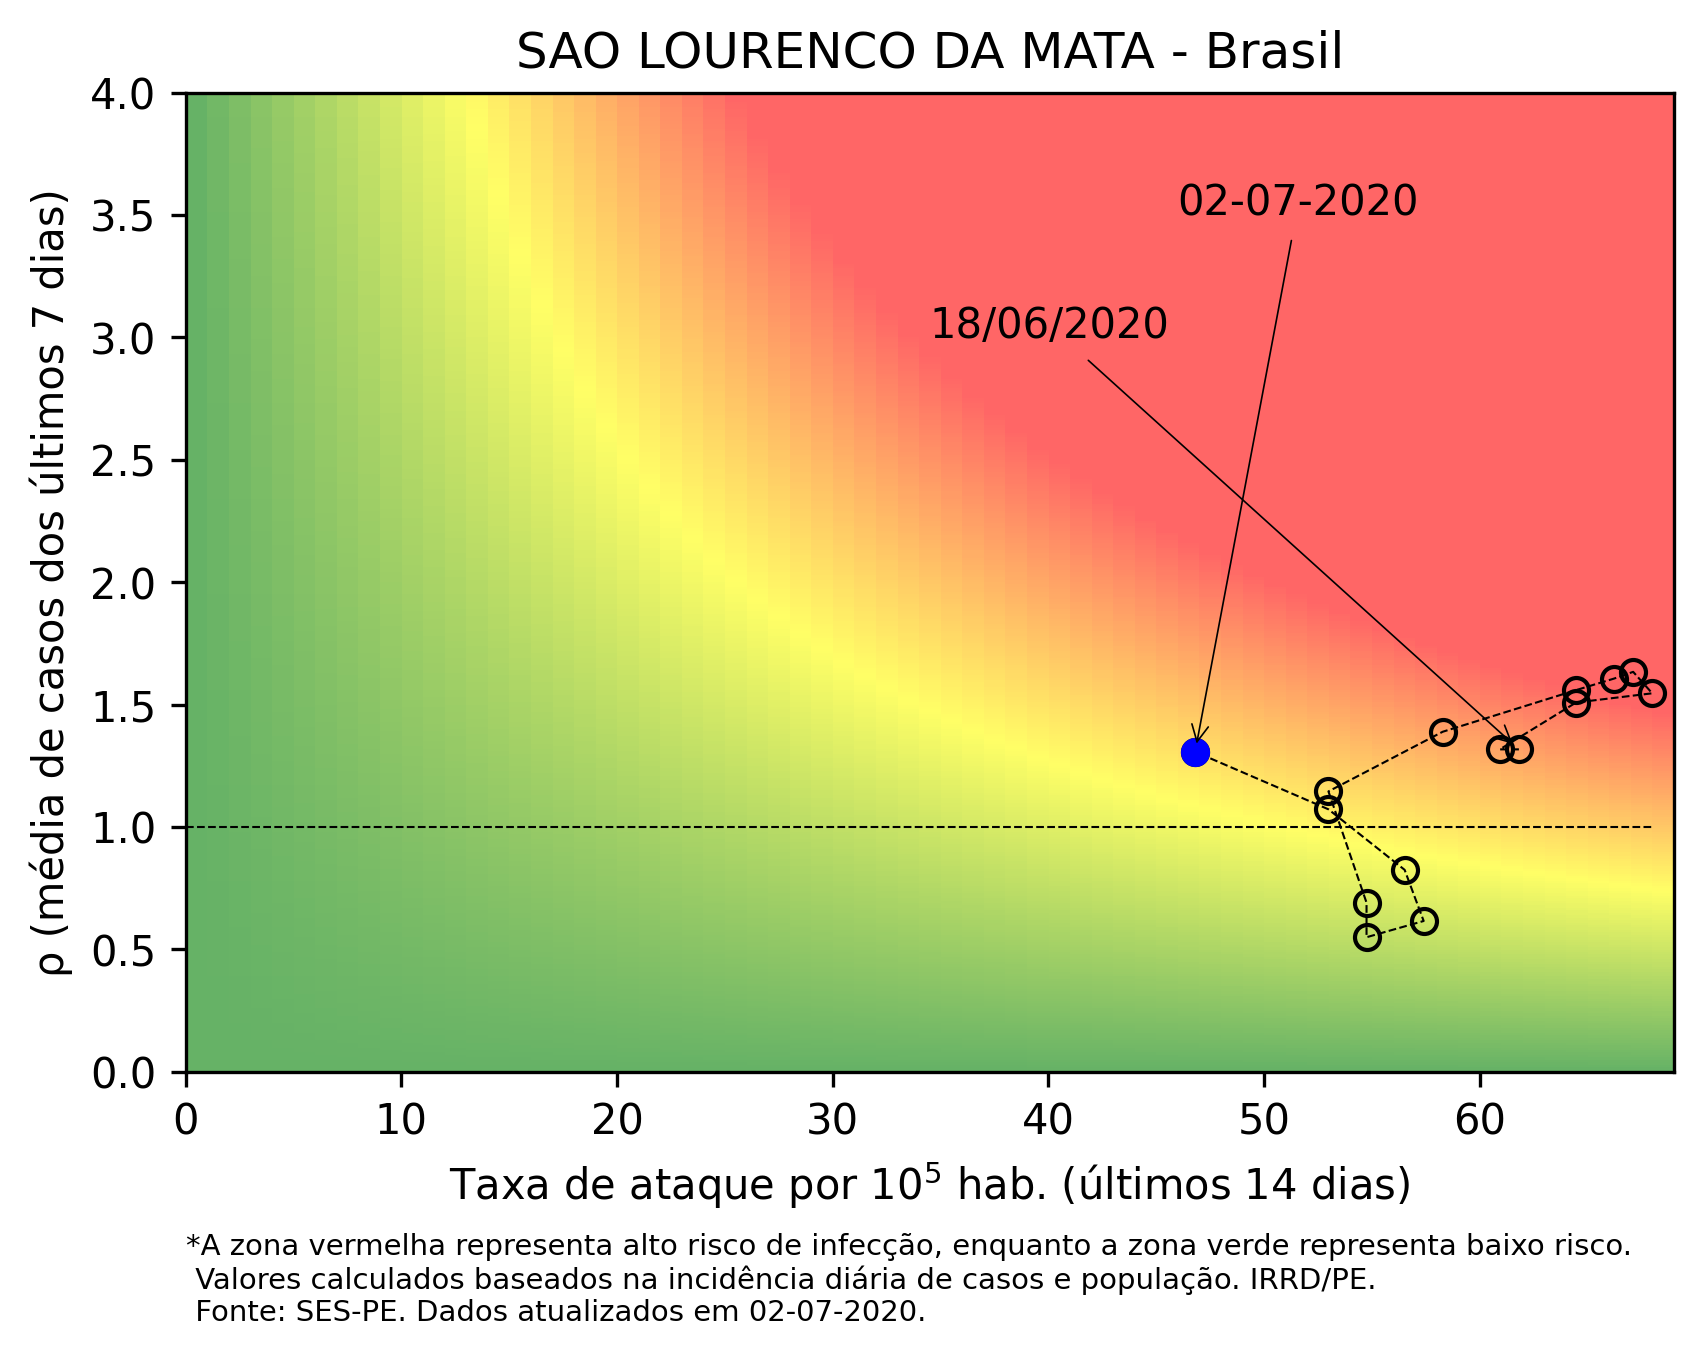 SAO LOURENCO DA MATA - Brasil
4.0
3.5
3.0
2.5
2.0
1.5
1.0
0.5
0.0
ρ (média de casos dos últimos 7 dias)
02-07-2020
18/06/2020
0 10 20 30 40 50 60
Taxa de ataque por 10⁵ hab. (últimos 14 dias)
*A zona vermelha representa alto risco de infecção, enquanto a zona verde representa baixo risco.
Valores calculados baseados na incidência diária de casos e população. IRRD/PE.
Fonte: SES-PE. Dados atualizados em 02-07-2020.